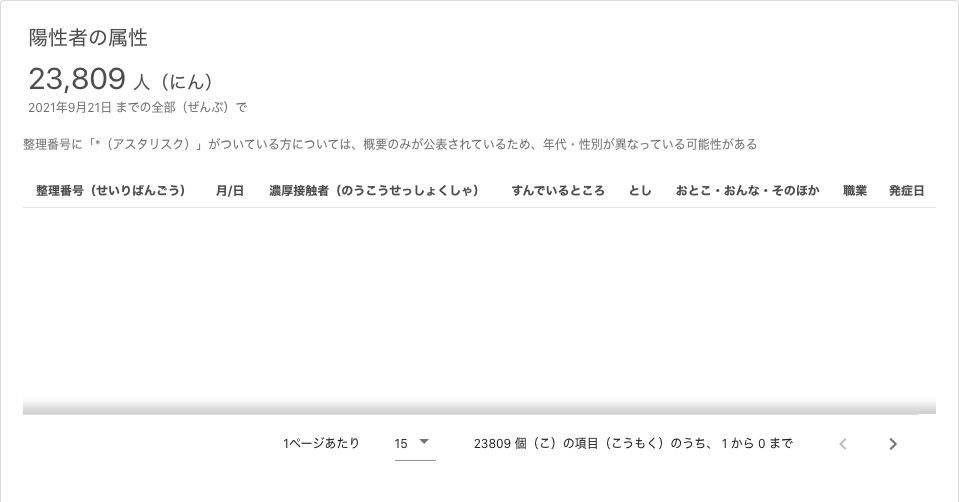 陽性者の属性
23,809 人（にん）
2021年9月21日 までの全部（ぜんぶ）で
整理番号に「*（アスタリスク）」がついている方については、概要のみが公表されているため、年代・性別が異なっている可能性がある
整理番号（せいりばんごう） 月/日 濃厚接触者（のうこうせっしょくしゃ） すんでいるところ とし おとこ・おんな・そのほか 職業 発症日
1ページあたり 15 23809 個（こ）の項目（こうもく）のうち、 1 から 0 まで